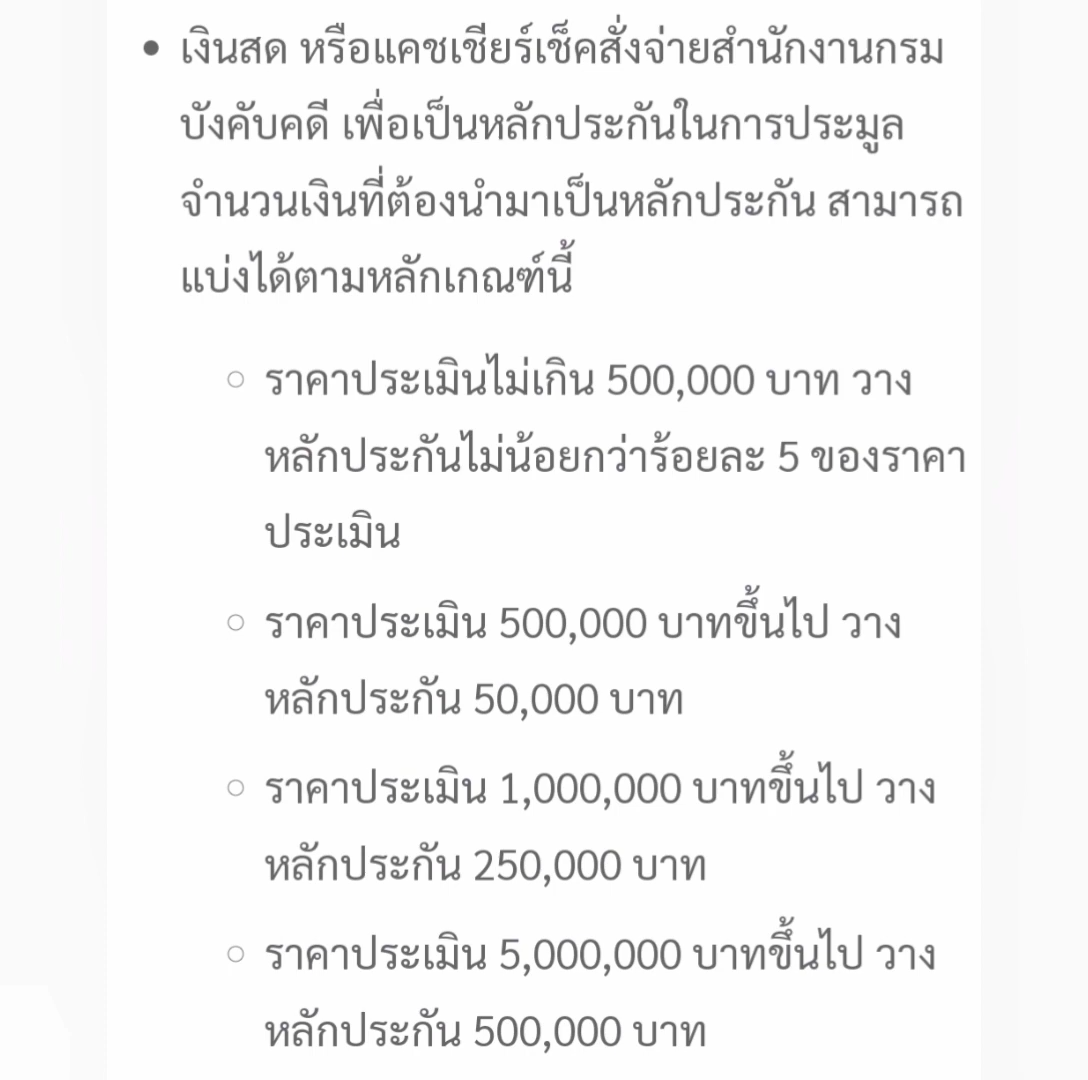 • เงินสด หรือแคชเชียร์เช็คสั่งจ่ายสำนักงานกรม
บังคับคดี เพื่อเป็นหลักประกันในการประมูล
จำนวนเงินที่ต้องนำมาเป็นหลักประกัน สามารถ
แบ่งได้ตามหลักเกณฑ์นี้
○ ราคาประเมินไม่เกิน 500,000 บาท วาง
หลักประกันไม่น้อยกว่าร้อยละ 5 ของราคา
ประเมิน
○ ราคาประเมิน 500,000 บาทขึ้นไป วาง
หลักประกัน 50,000 บาท
○ ราคาประเมิน 1,000,000 บาทขึ้นไป วาง
หลักประกัน 250,000 บาท
○ ราคาประเมิน 5,000,000 บาทขึ้นไป วาง
หลักประกัน 500,000 บาท